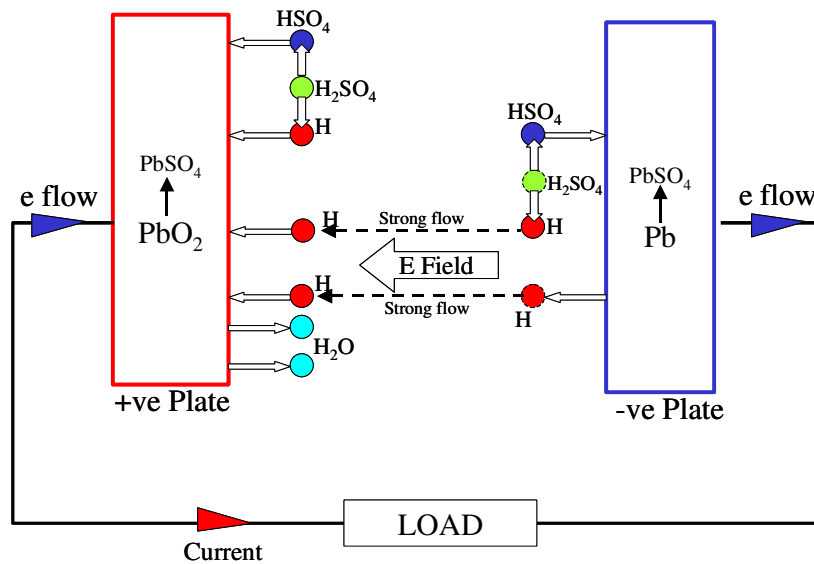 HSO₄
H₂SO₄
H
HSO₄
H₂SO₄
H
PbSO₄
PbO₂
PbSO₄
Pb
e flow
e flow
H
Strong flow
E Field
H
Strong flow
H
H₂O
+ve Plate
-ve Plate
LOAD
Current